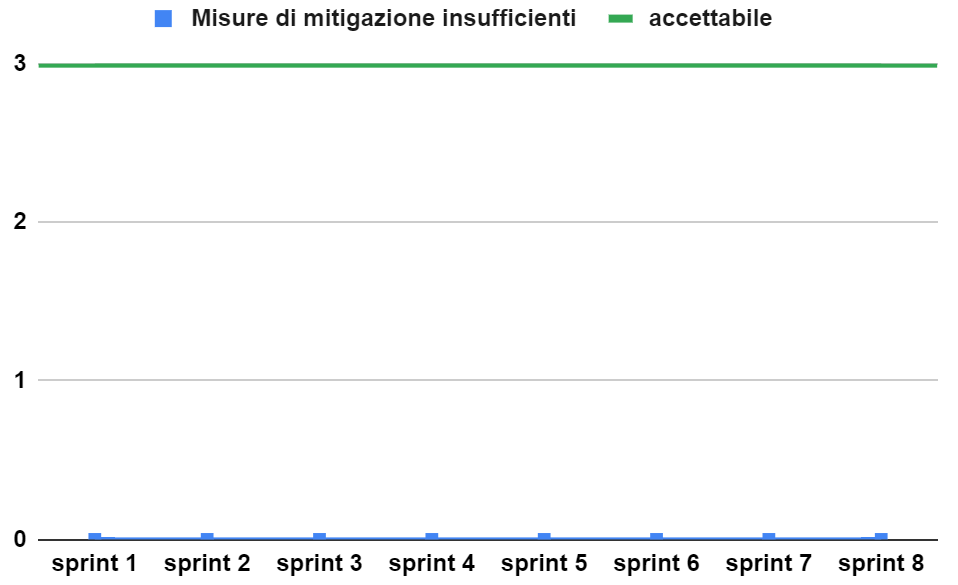 Misure di mitigazione insufficienti accettabile
3
2
1
0
sprint 1 sprint 2 sprint 3 sprint 4 sprint 5 sprint 6 sprint 7 sprint 8